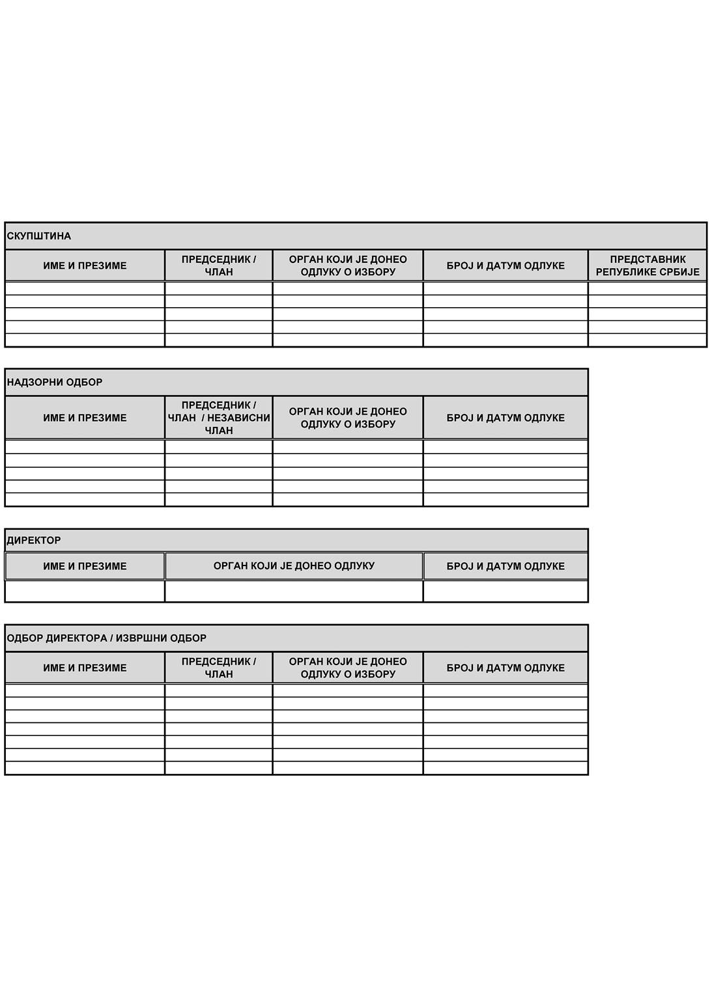 СКУПШТИНА
ИМЕ И ПРЕЗИМЕ
ПРЕДСЕДНИК /
ЧЛАН
ОРГАН КОЈИ ЈЕ ДОНЕО
ОДЛУКУ О ИЗБОРУ
БРОЈ И ДАТУМ ОДЛУКЕ
ПРЕДСТАВНИК
РЕПУБЛИКЕ СРБИЈЕ
НАДЗОРНИ ОДБОР
ИМЕ И ПРЕЗИМЕ
ПРЕДСЕДНИК /
ЧЛАН / НЕЗАВИСНИ
ЧЛАН
ОРГАН КОЈИ ЈЕ ДОНЕО
ОДЛУКУ О ИЗБОРУ
БРОЈ И ДАТУМ ОДЛУКЕ
ДИРЕКТОР
ИМЕ И ПРЕЗИМЕ
ОРГАН КОЈИ ЈЕ ДОНЕО ОДЛУКУ
БРОЈ И ДАТУМ ОДЛУКЕ
ОДБОР ДИРЕКТОРА / ИЗВРШНИ ОДБОР
ИМЕ И ПРЕЗИМЕ
ПРЕДСЕДНИК /
ЧЛАН
ОРГАН КОЈИ ЈЕ ДОНЕО
ОДЛУКУ О ИЗБОРУ
БРОЈ И ДАТУМ ОДЛУКЕ